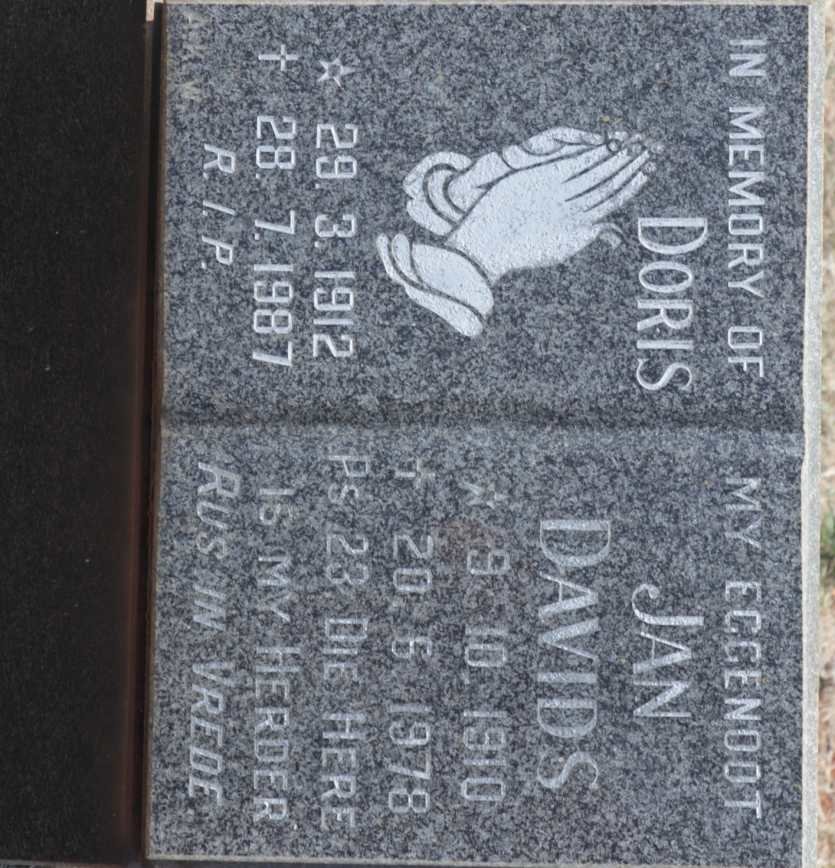 IN MEMORY OF
DORIS
☆ 29. 3. 1912
✝ 28. 7. 1987
R. I. P.
MY EGGENOOT
JAN
DAVIDS
☆ 9. 10. 1910
✝ 20. 6. 1978
PS 23 DIE HERE
IS MY HERDER
RUS IN VREDE.